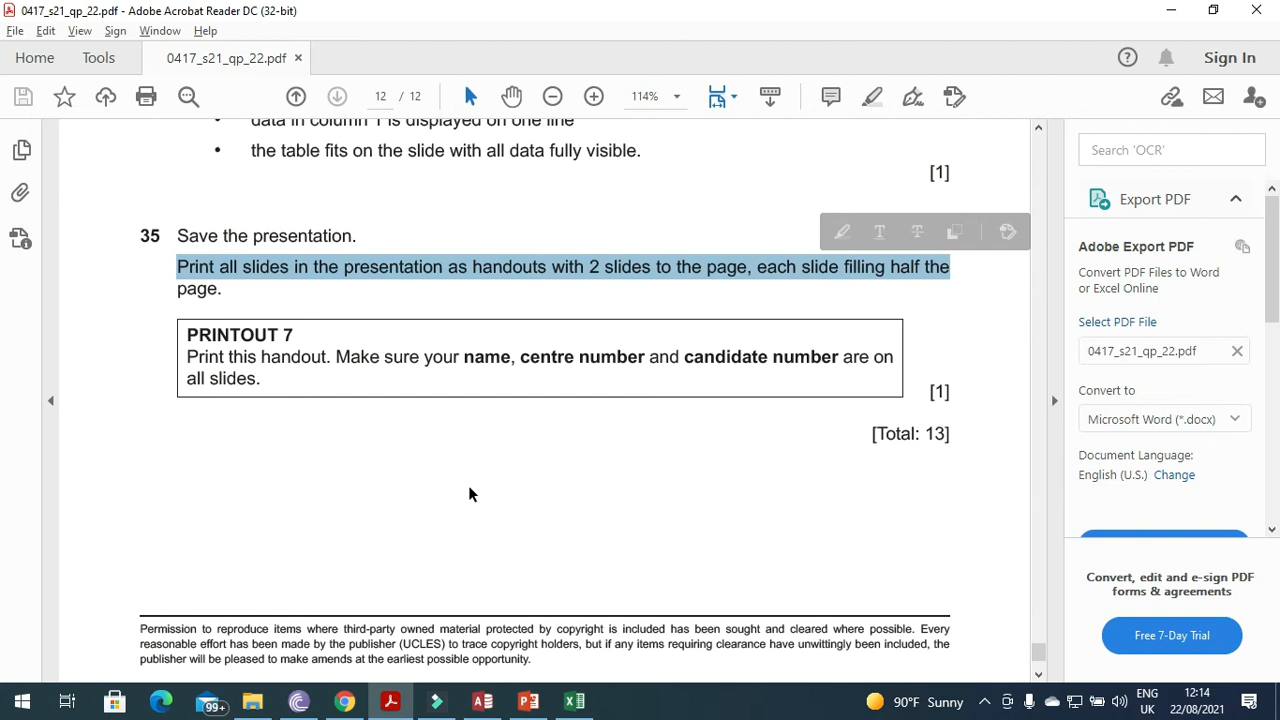 0417_s21_qp_22.pdf - Adobe Acrobat Reader DC (32-bit)
File Edit View Sign Window Help
Home Tools 0417_s21_qp_22.pdf × Sign In
12 / 12 114%
data in column 1 is displayed on one line
• the table fits on the slide with all data fully visible.
[1]
35 Save the presentation.
Print all slides in the presentation as handouts with 2 slides to the page, each slide filling half the
page.
PRINTOUT 7
Print this handout. Make sure your name, centre number and candidate number are on
all slides.
[1]
[Total: 13]
Permission to reproduce items where third-party owned material protected by copyright is included has been sought and cleared where possible. Every
reasonable effort has been made by the publisher (UCLES) to trace copyright holders, but if any items requiring clearance have unwittingly been included, the
publisher will be pleased to make amends at the earliest possible opportunity.
Search 'OCR'
Export PDF
Adobe Export PDF
Convert PDF Files to Word
or Excel Online
Select PDF File
0417_s21_qp_22.pdf
Convert to
Microsoft Word (*.docx)
Document Language:
English (U.S.) Change
Convert, edit and e-sign PDF
forms & agreements
Free 7-Day Trial
99+
90°F Sunny
ENG
UK
12:14
22/08/2021